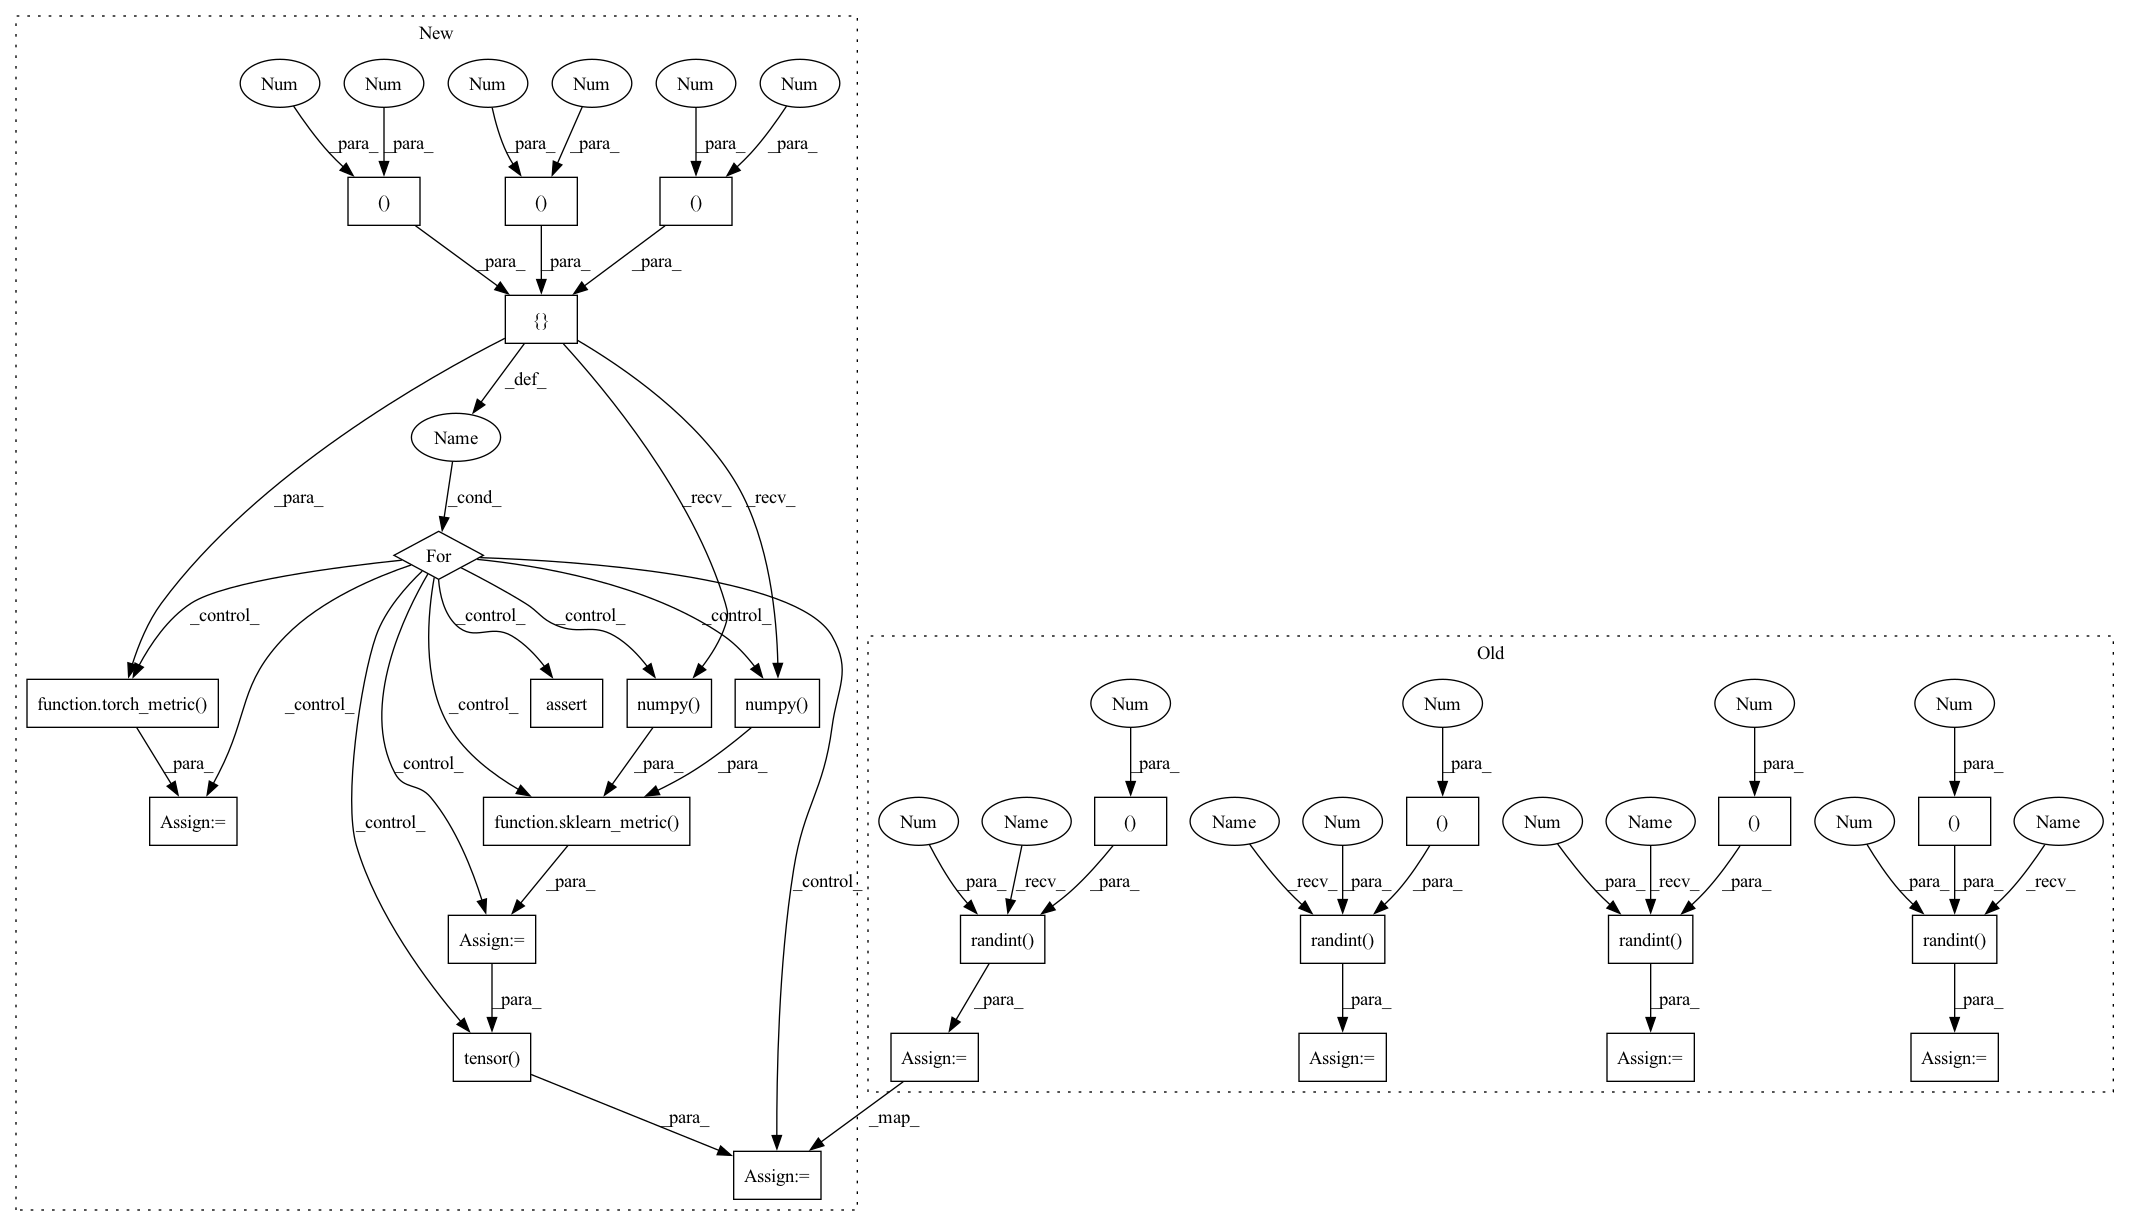 New
Num Num Num Num Num Num
_para_ _para_ _para_ _para_ _para_ _para_
() () ()
_para_ _para_ _para_
{}
_def_
Name
_para_ _cond_ _recv_ _recv_
For
_control_ _control_ _control_ _control_
Old
function.torch_metric() assert numpy() numpy() Num Num Num Num
_control_ _control_
_para_ _control_ _para_ _para_ _para_ _para_ _para_ _para_
Assign:= function.sklearn_metric() Num Name () Name Num () Num Name () Num () Name
_control_
_para_ _control_ _para_ _recv_ _para_ _recv_ _para_ _para_ _para_ _recv_ _para_ _para_ _para_ _recv_
Assign:= randint() randint() randint() randint()
_para_ _para_ _para_ _para_ _para_
tensor() Assign:= Assign:= Assign:= Assign:=
_para_ _map_
Assign:=